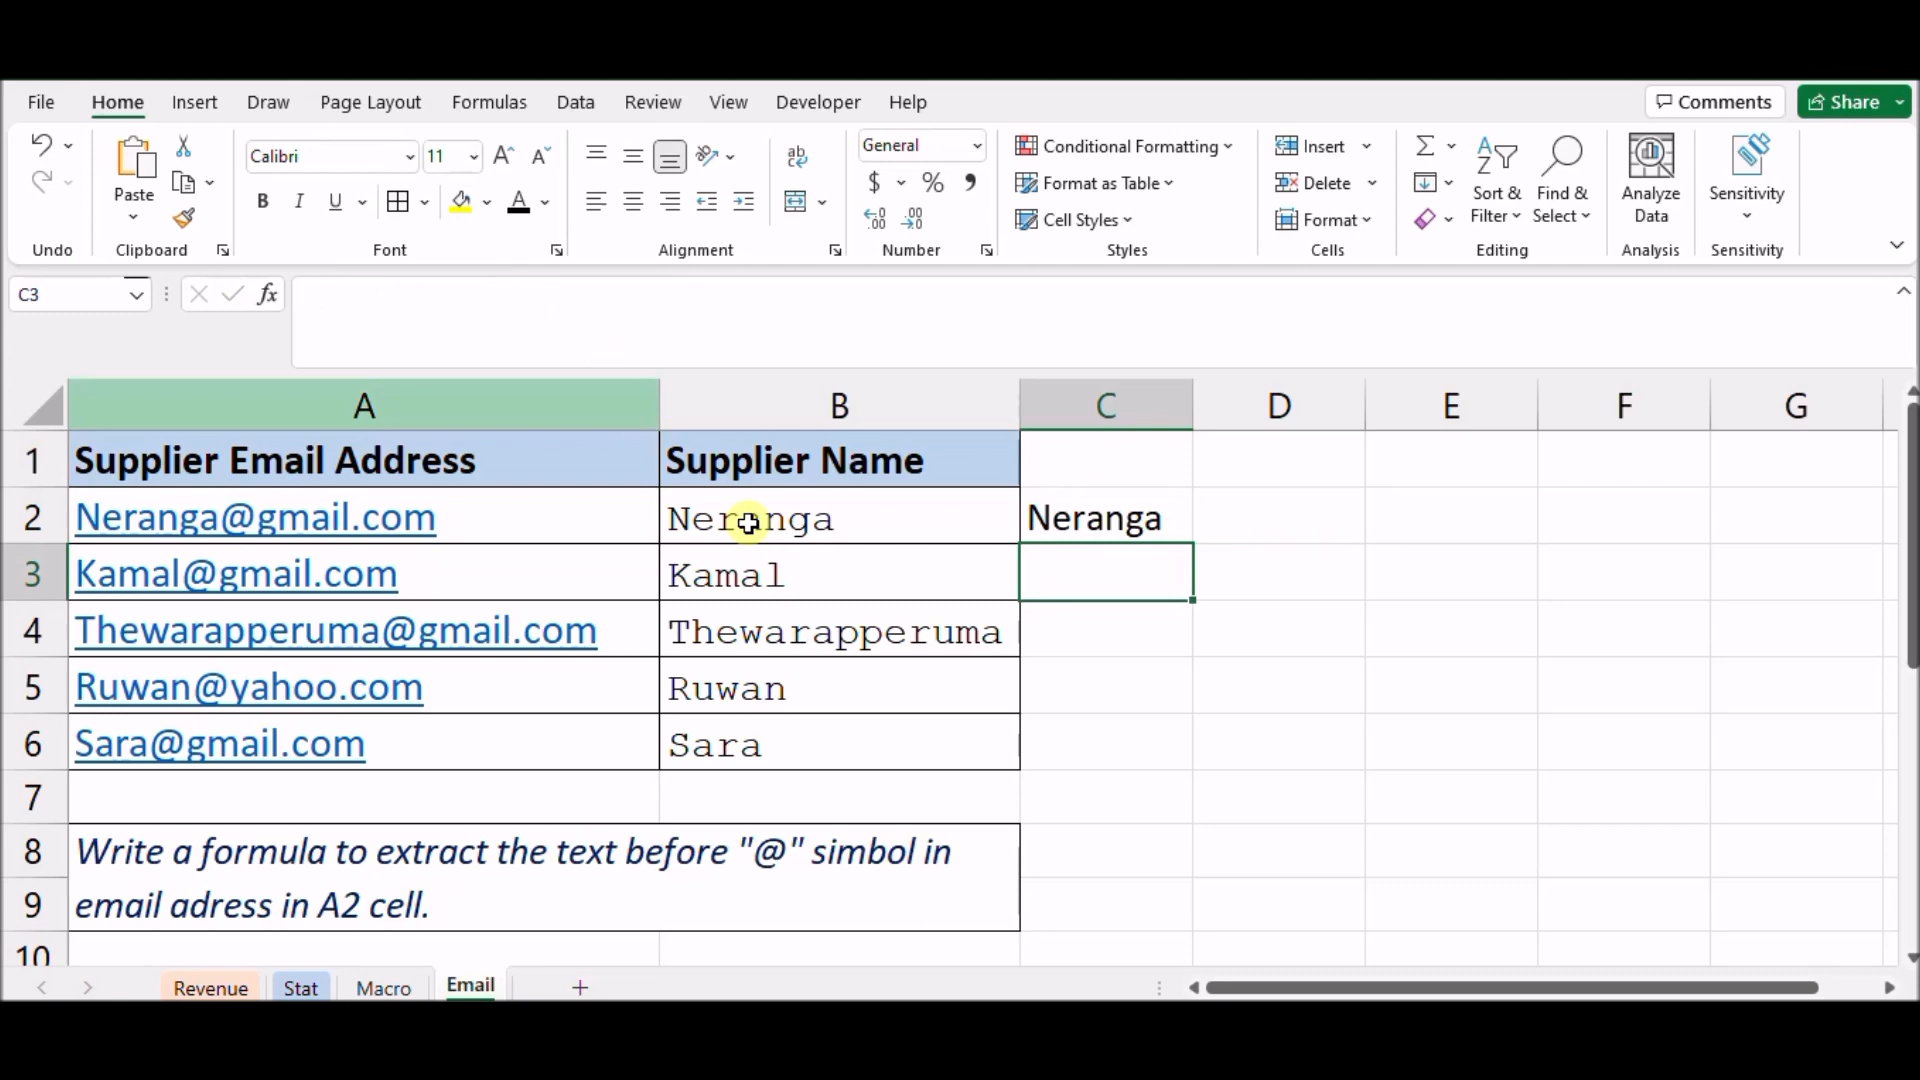 File Home Insert Draw Page Layout Formulas Data Review View Developer Help Comments Share
Calibri 11 ab General Conditional Formatting Insert
Paste Format as Table Delete Sort & Find & Analyze Sensitivity
B I U A $ % Cell Styles Format Filter Select Data
Undo Clipboard Font Alignment Number Styles Cells Editing Analysis Sensitivity
C3 fx
A B C D E F G
1 Supplier Email Address Supplier Name
2 Neranga@gmail.com Neranga Neranga
3 Kamal@gmail.com Kamal
4 Thewarapperuma@gmail.com Thewarapperuma
5 Ruwan@yahoo.com Ruwan
6 Sara@gmail.com Sara
7
8 Write a formula to extract the text before "@" simbol in
9 email adress in A2 cell.
10
Revenue Stat Macro Email +